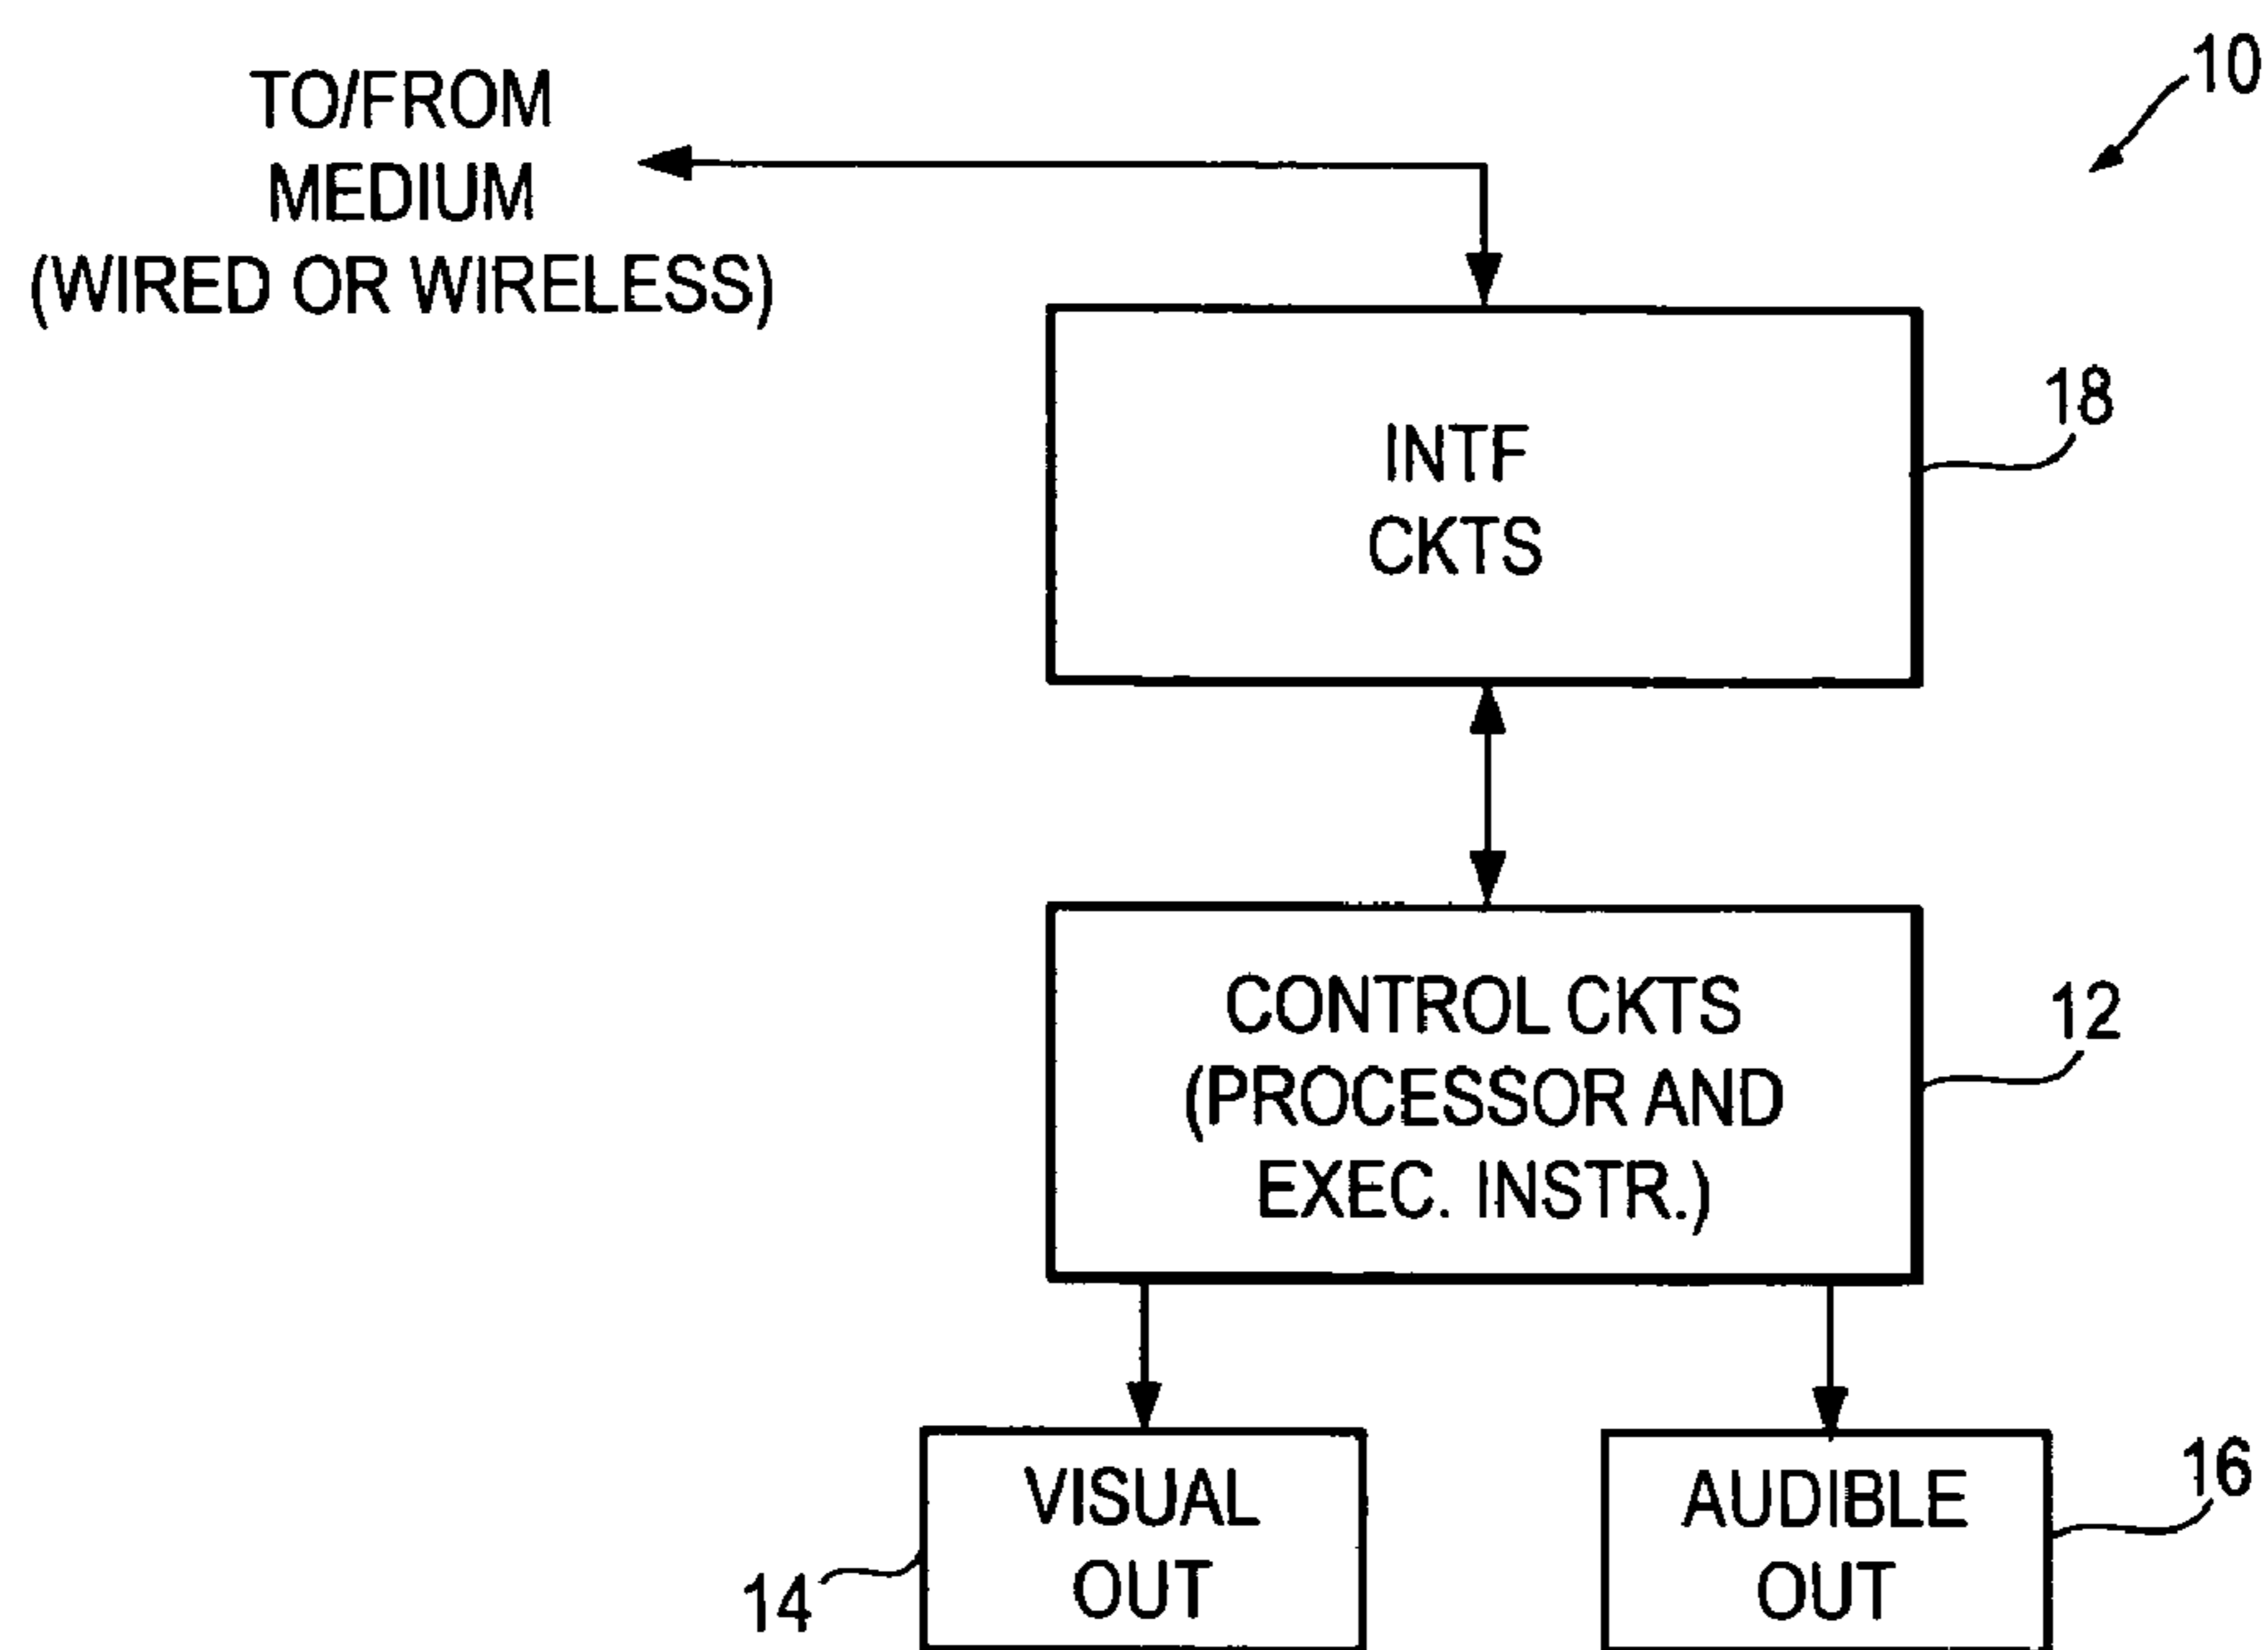 10
TO/FROM
MEDIUM
(WIRED OR WIRELESS)
18
INTF
CKTS
12
CONTROL CKTS
(PROCESSOR AND
EXEC. INSTR.)
14
VISUAL
OUT
16
AUDIBLE
OUT